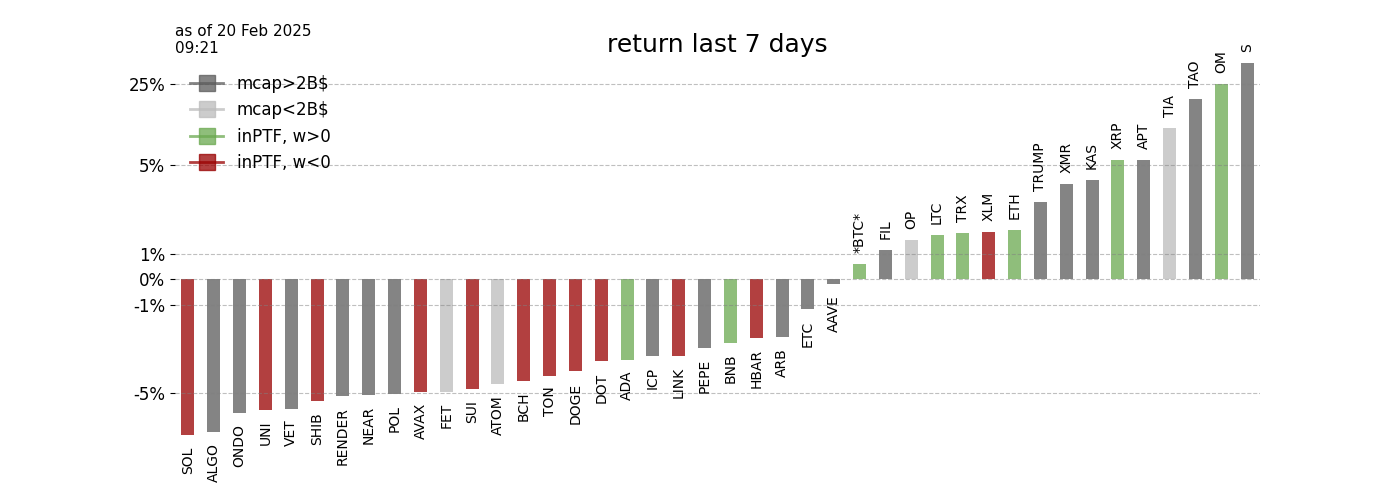 as of 20 Feb 2025
09:21
return last 7 days
25%
5%
1%
0%
-1%
-5%
mcap>2B$
mcap<2B$
inPTF, w>0
inPTF, w<0
SOL
ALGO
ONDO
UNI
VET
SHIB
RENDER
NEAR
POL
AVAX
FET
SUI
ATOM
BCH
TON
DOGE
DOT
ADA
ICP
LINK
PEPE
BNB
HBAR
ARB
ETC
AAVE
*BTC*
FIL
OP
LTC
TRX
XLM
ETH
TRUMP
XMR
KAS
XRP
APT
TIA
TAO
OM
S